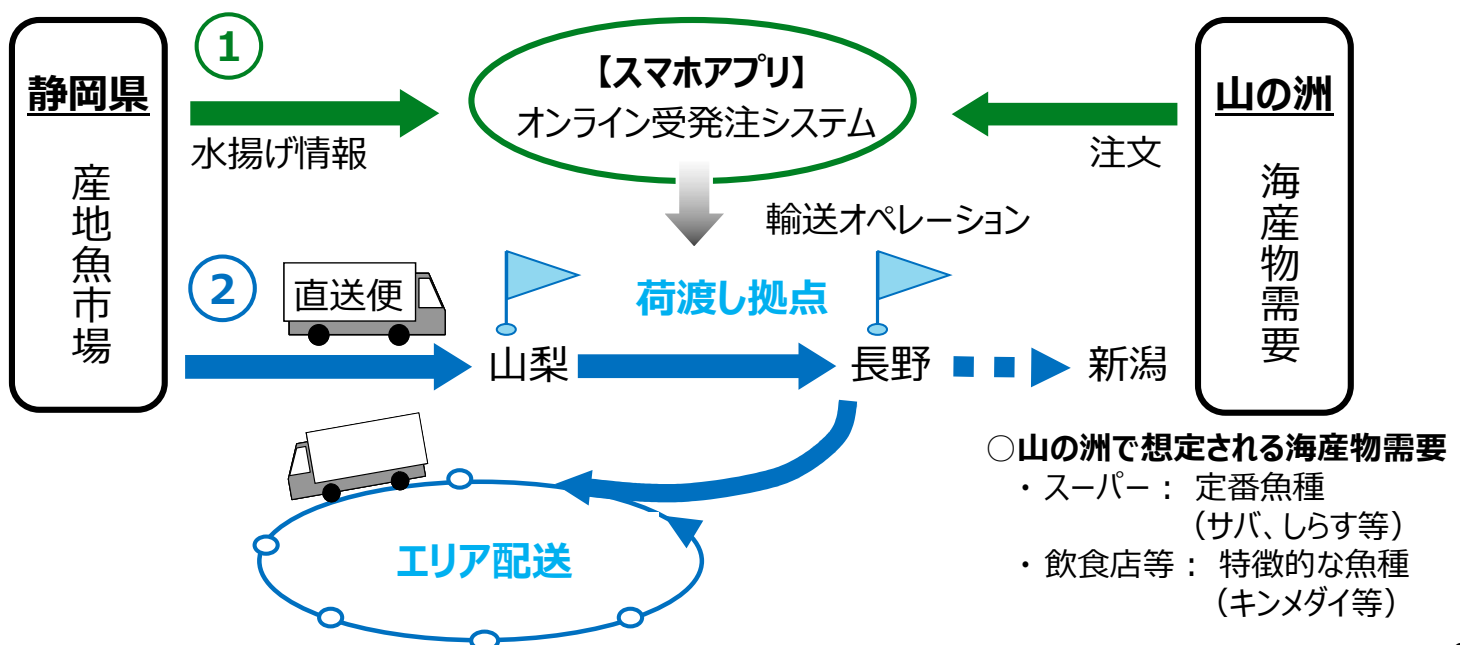 静岡県
産地魚市場
①
水揚げ情報
【スマホアプリ】
オンライン受発注システム
注文
山の洲
海産物需要
輸送オペレーション
②
直送便
荷渡し拠点
山梨
長野
新潟
エリア配送
○山の洲で想定される海産物需要
・スーパー： 定番魚種
（サバ、しらす等）
・飲食店等： 特徴的な魚種
（キンメダイ等）